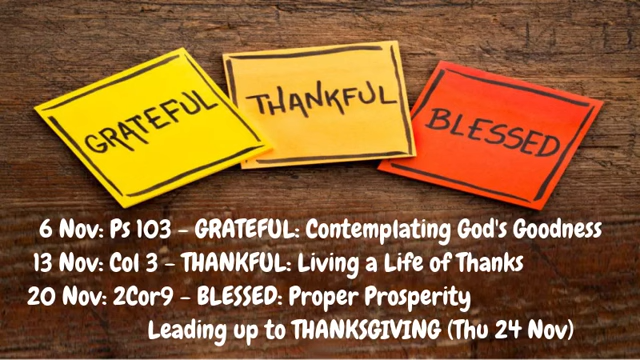 GRATEFUL
THANKFUL
BLESSED
6 Nov: Ps 103 - GRATEFUL: Contemplating God's Goodness
13 Nov: Col 3 - THANKFUL: Living a Life of Thanks
20 Nov: 2Cor9 - BLESSED: Proper Prosperity
Leading up to THANKSGIVING (Thu 24 Nov)